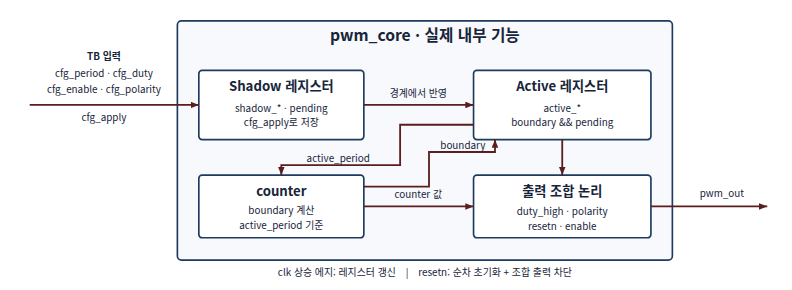 pwm_core · 실제 내부 기능
TB 입력
cfg_period · cfg_duty
cfg_enable · cfg_polarity
cfg_apply
Shadow 레지스터
shadow_* · pending
cfg_apply로 저장
경계에서 반영
Active 레지스터
active_*
boundary && pending
active_period
boundary
counter
boundary 계산
active_period 기준
counter 값
출력 조합 논리
duty_high · polarity
resetn · enable
pwm_out
clk 상승 에지: 레지스터 갱신 | resetn: 순차 초기화 + 조합 출력 차단